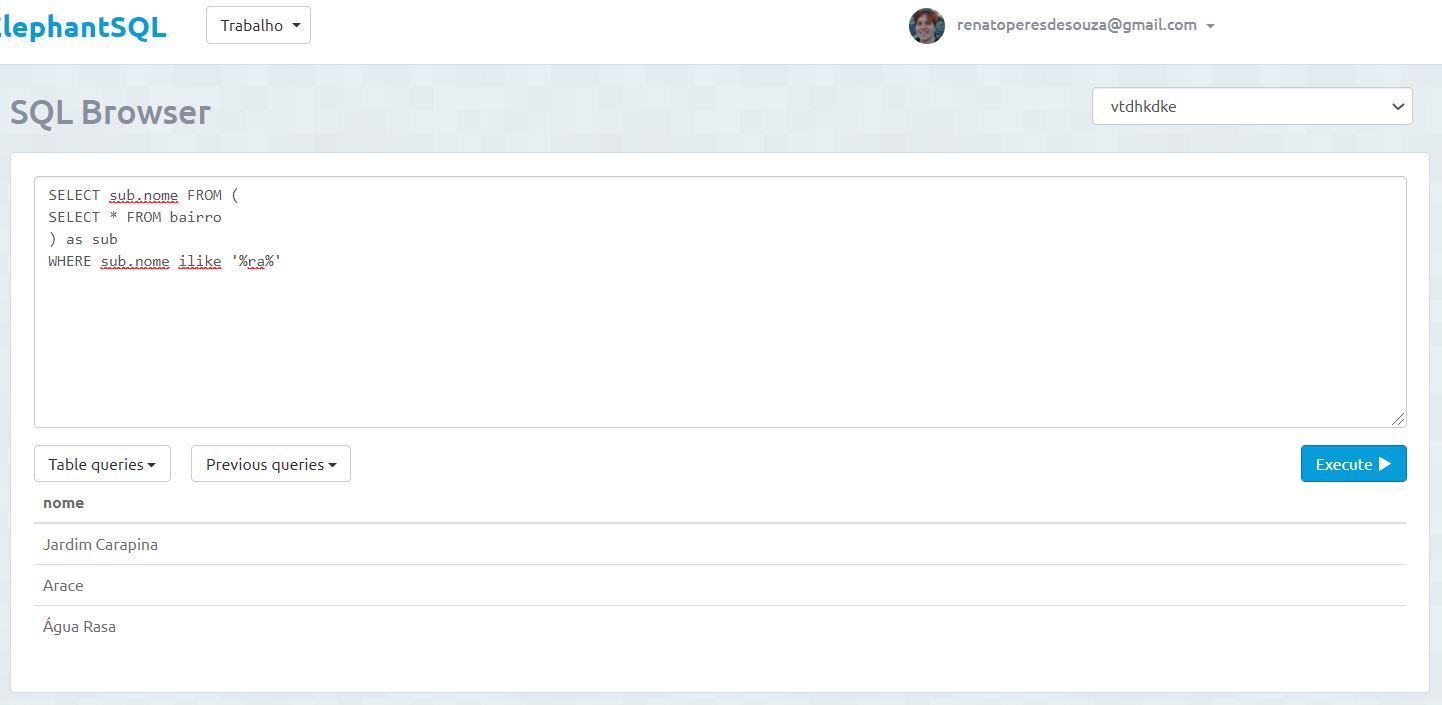 ElephantSQL
Trabalho
renatoperesdesouza@gmail.com
SQL Browser
vtdhkdke
SELECT sub.nome FROM (
SELECT * FROM bairro
) as sub
WHERE sub.nome ilike '%ra%'
Table queries
Previous queries
Execute
nome
Jardim Carapina
Arace
Água Rasa